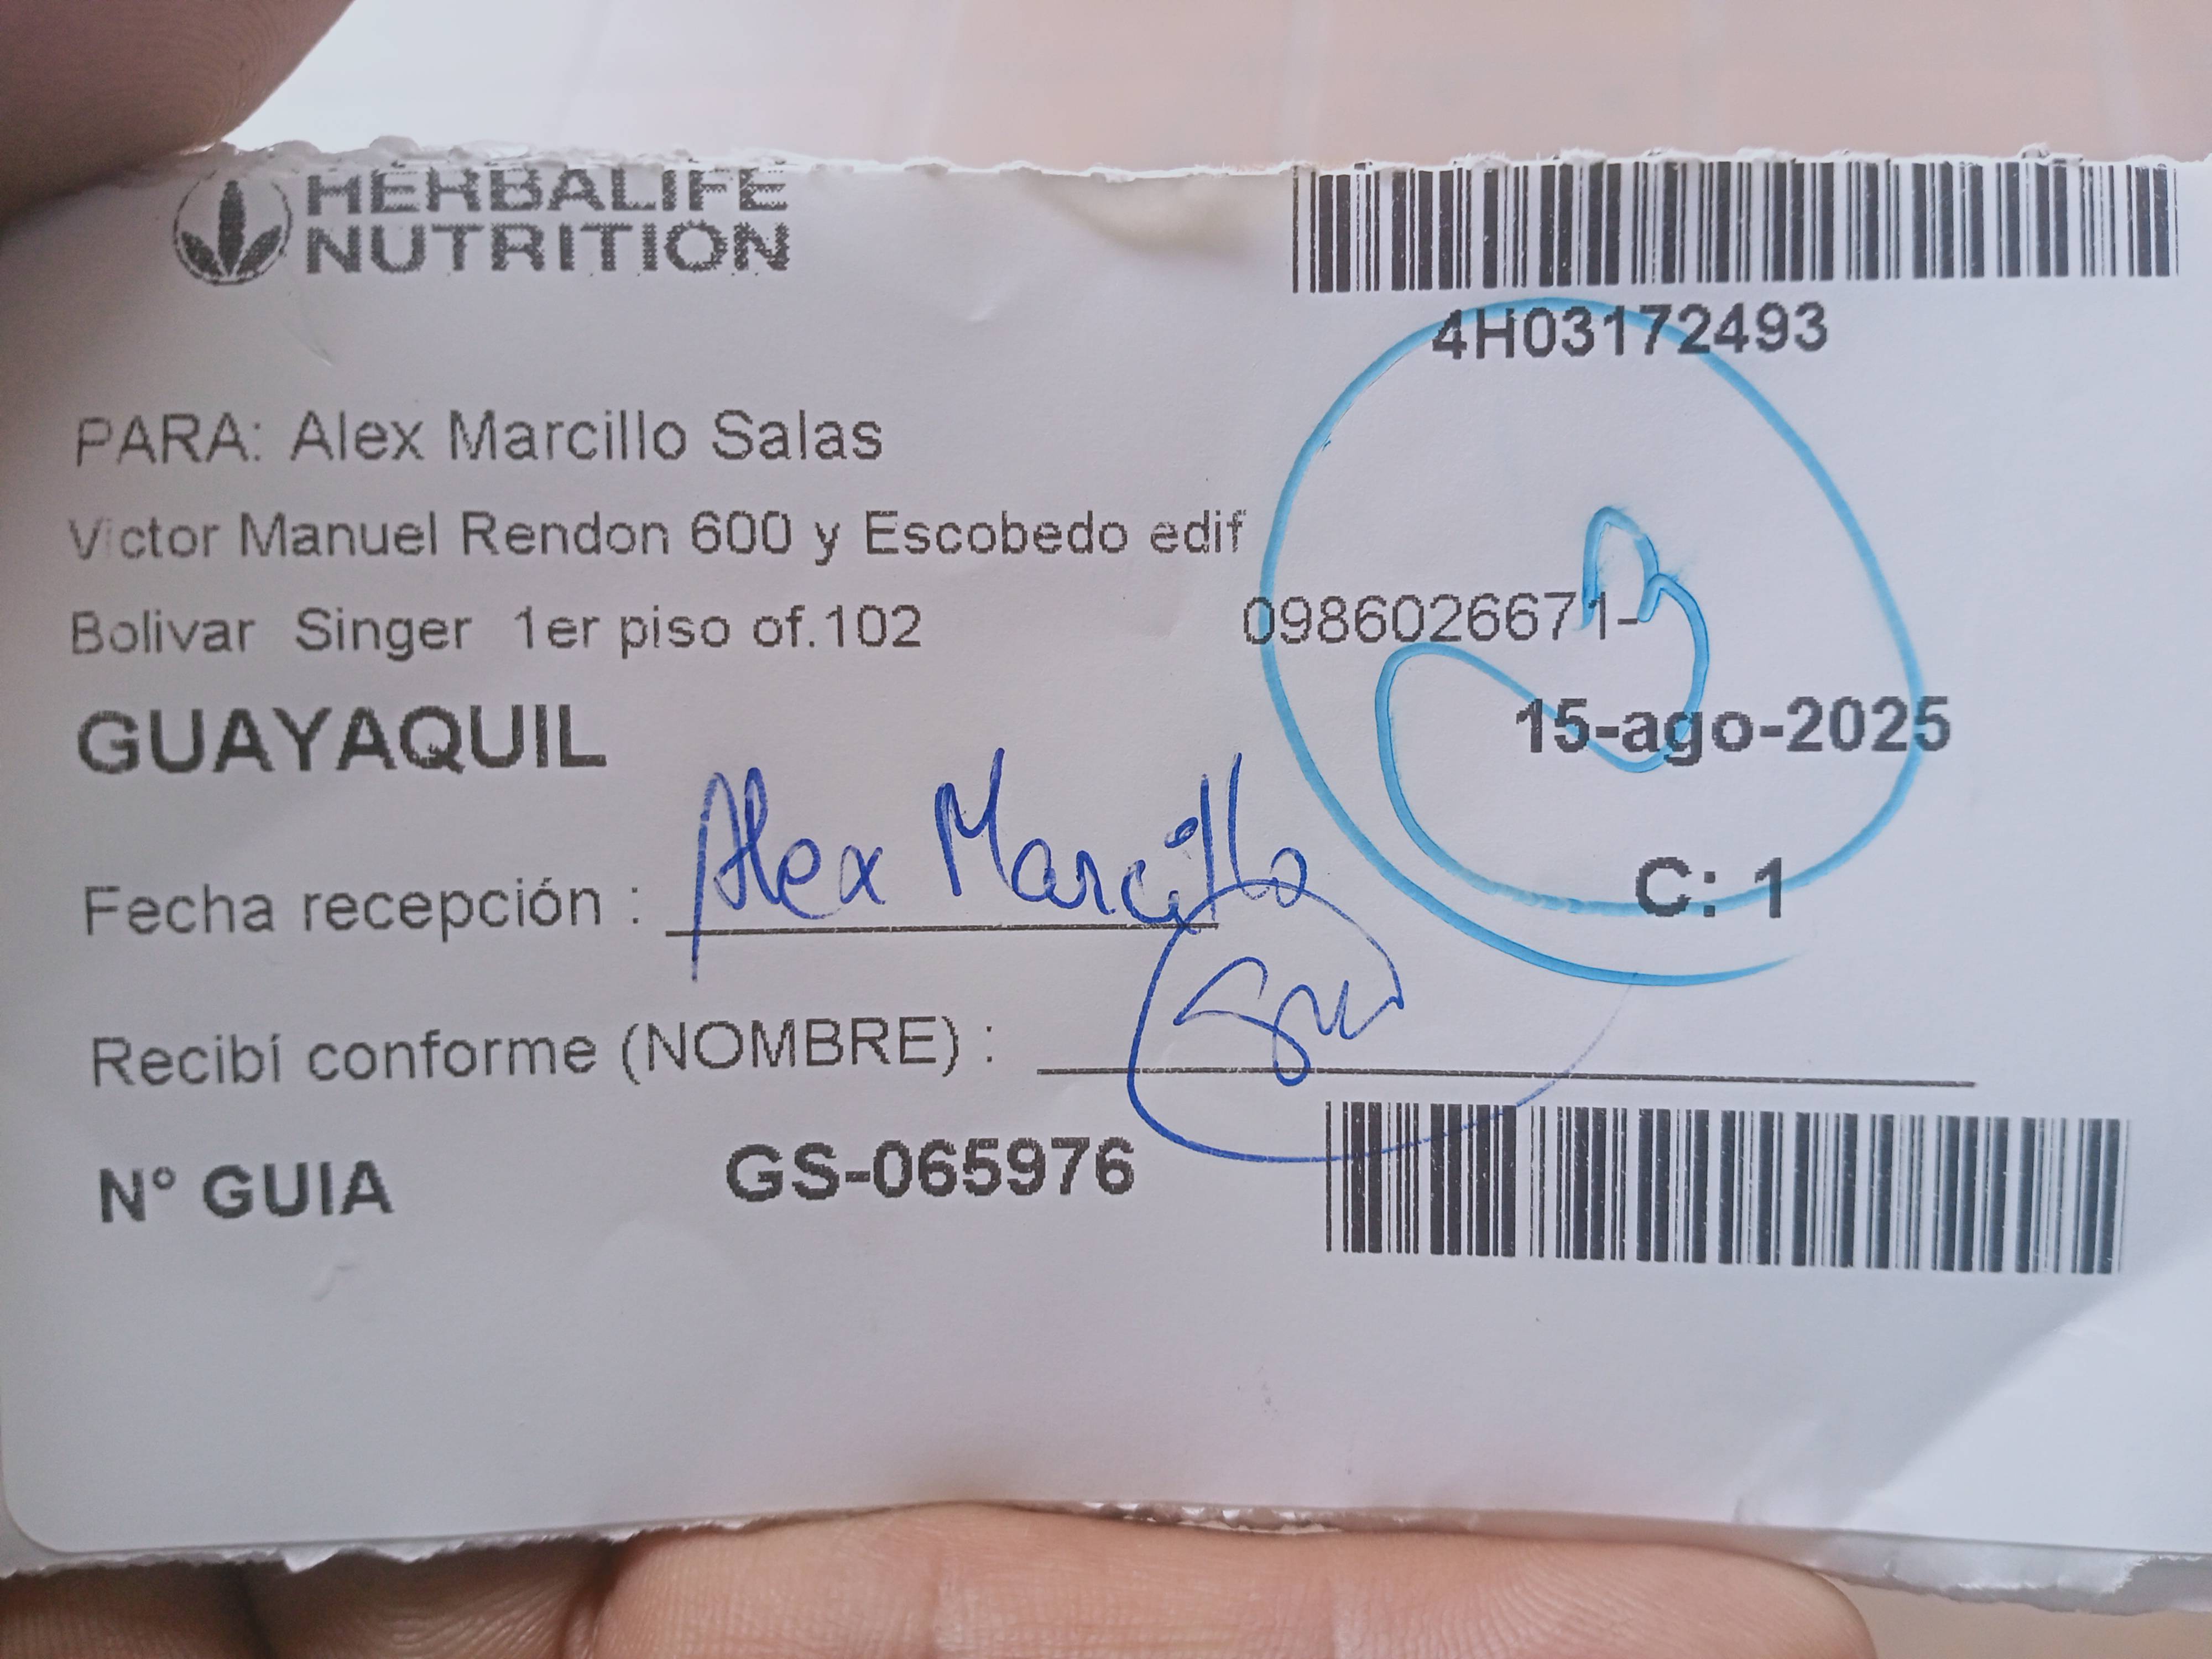 HERBALIFE
NUTRITION
4H03172493
PARA: Alex Marcillo Salas
Victor Manuel Rendon 600 y Escobedo edif
Bolivar Singer 1er piso of.102
0986026671-
GUAYAQUIL
15-ago-2025
C: 1
Fecha recepción : Alex Marcillo
Recibí conforme (NOMBRE) :
N° GUIA GS-065976